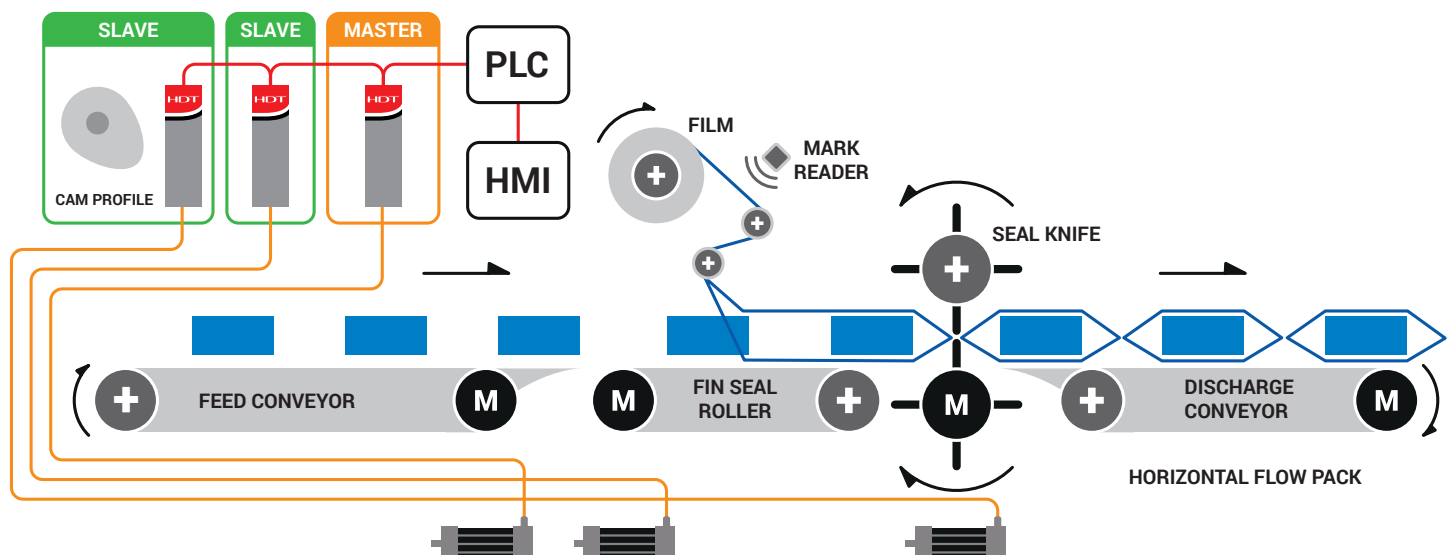 SLAVE
SLAVE
MASTER
HDT
HDT
HDT
PLC
HMI
CAM PROFILE
FILM
MARK
READER
SEAL KNIFE
FEED CONVEYOR
M
M
FIN SEAL
ROLLER
M
DISCHARGE
CONVEYOR
M
HORIZONTAL FLOW PACK